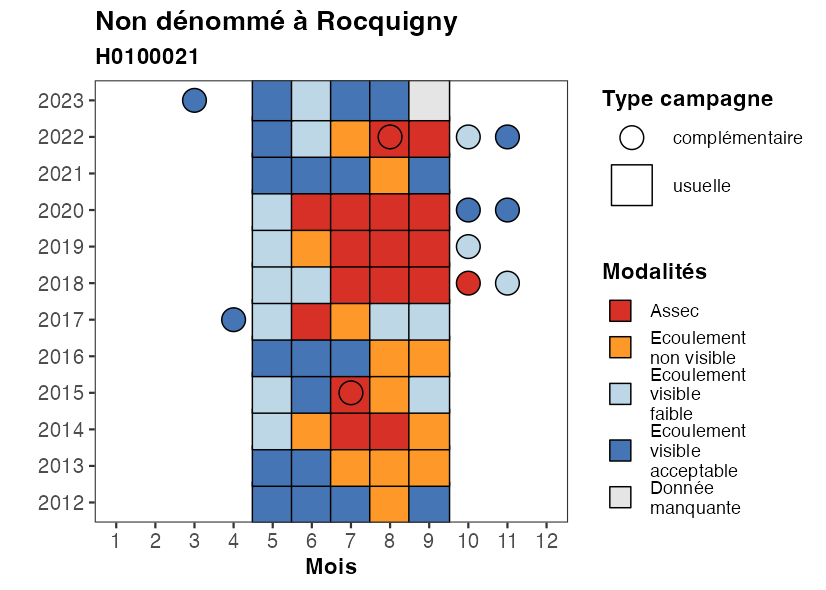 Non dénommé à Rocquigny
H0100021
2023
2022
2021
2020
2019
2018
2017
2016
2015
2014
2013
2012
1 2 3 4 5 6 7 8 9 10 11 12
Mois
Type campagne
complémentaire
usuelle
Modalités
Assec
Ecoulement
non visible
Ecoulement
visible
faible
Ecoulement
visible
acceptable
Donnée
manquante